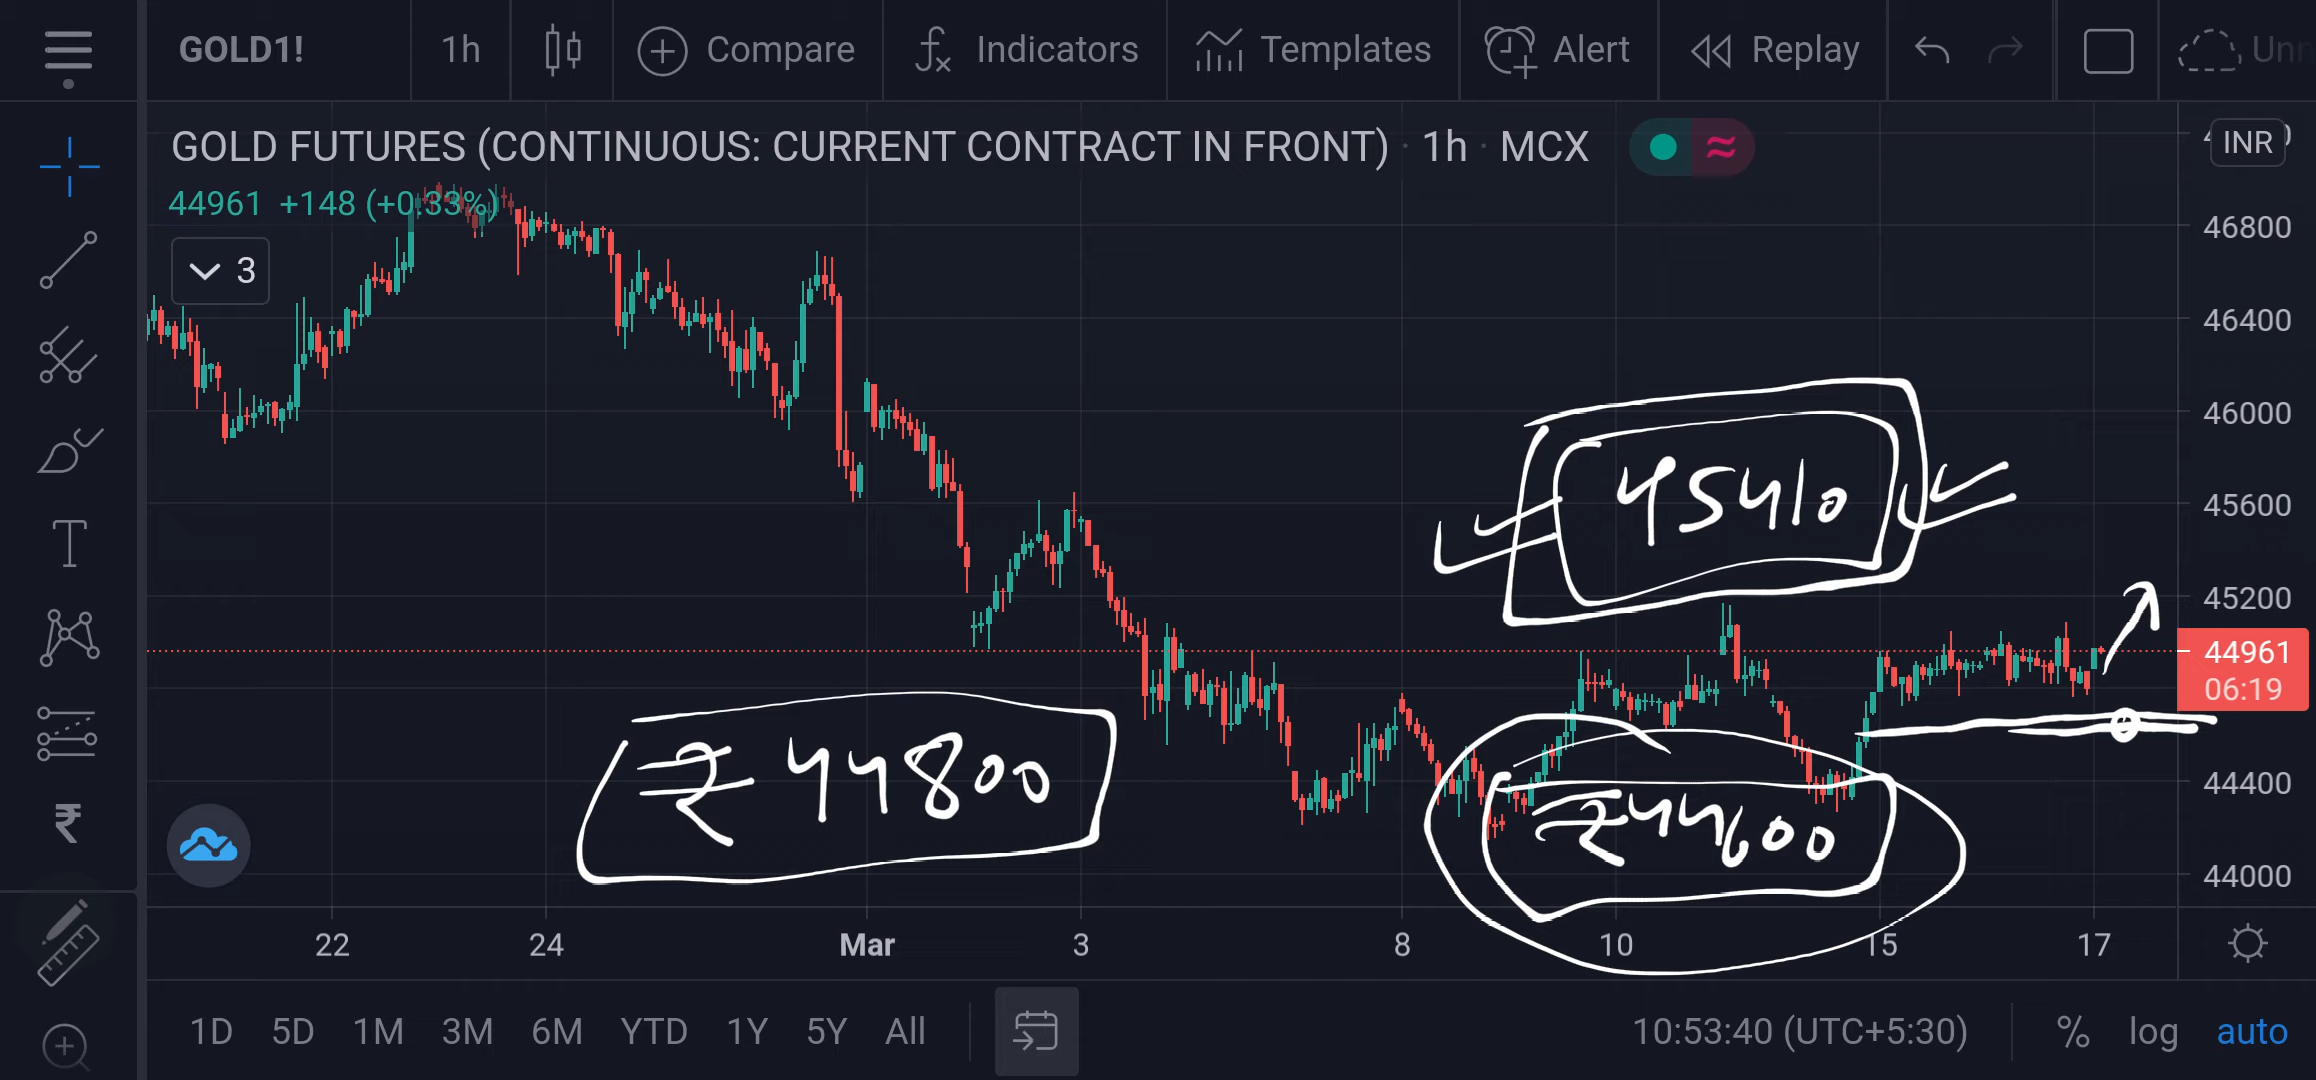 GOLD1! 1h Compare Indicators Templates Alert Replay
GOLD FUTURES (CONTINUOUS: CURRENT CONTRACT IN FRONT) · 1h · MCX INR
44961 +148 (+0.33%)
3
46800
46400
46000
45600
45200
44961
06:19
44400
44000
45410
₹ 44800
₹44600
22 24 Mar 3 8 10 15 17
1D 5D 1M 3M 6M YTD 1Y 5Y All 10:53:40 (UTC+5:30) % log auto